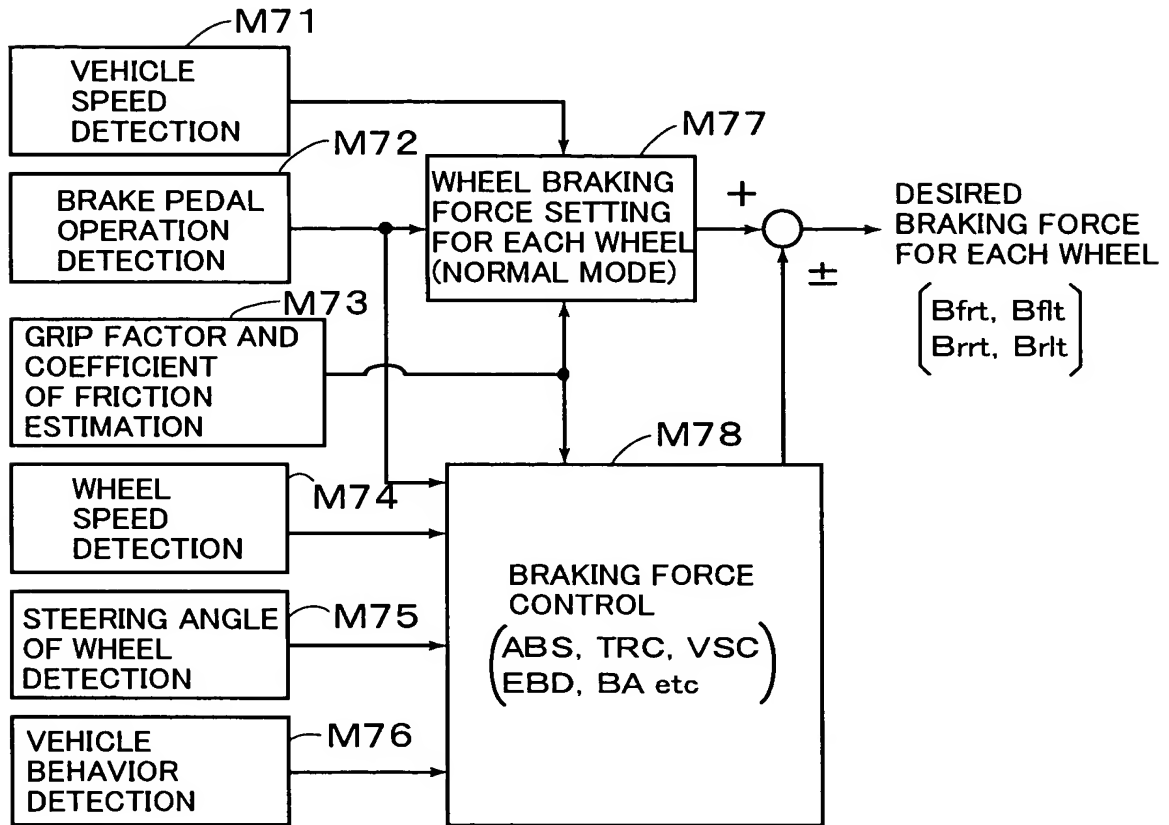 M71
VEHICLE
SPEED
DETECTION
M72
BRAKE PEDAL
OPERATION
DETECTION
M73
GRIP FACTOR AND
COEFFICIENT
OF FRICTION
ESTIMATION
M74
WHEEL
SPEED
DETECTION
M75
STEERING ANGLE
OF WHEEL
DETECTION
M76
VEHICLE
BEHAVIOR
DETECTION
M77
WHEEL BRAKING
FORCE SETTING
FOR EACH WHEEL
(NORMAL MODE)
M78
BRAKING FORCE
CONTROL
(ABS, TRC, VSC
EBD, BA etc)
+
±
DESIRED
BRAKING FORCE
FOR EACH WHEEL
[Bfrt, Bflt
Brrt, Brlt]